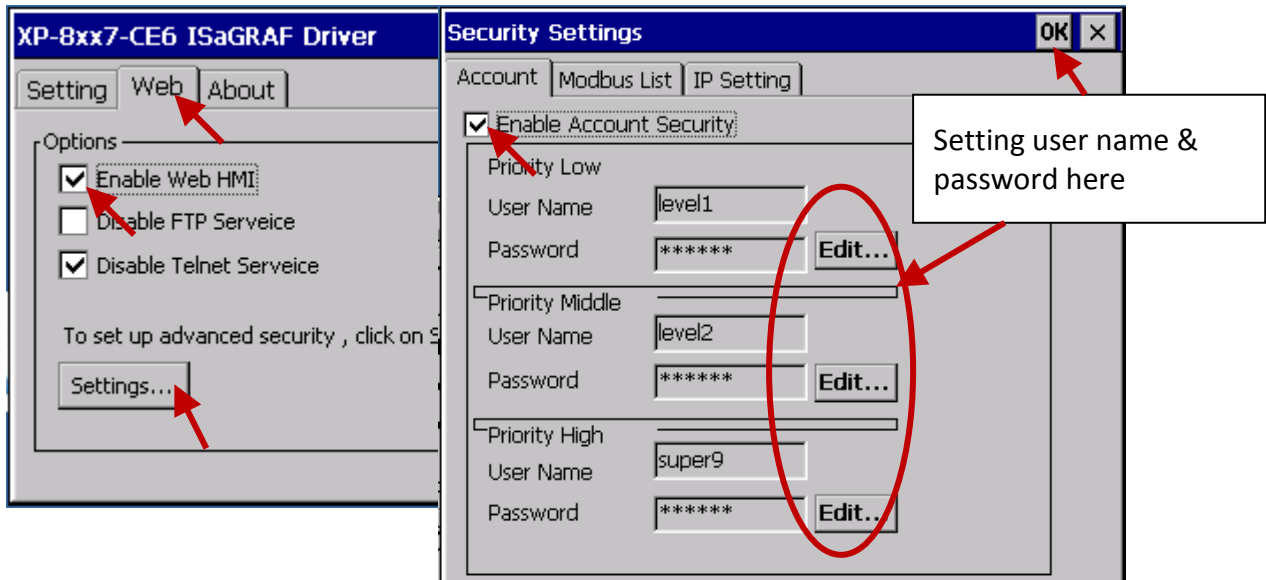 XP-8xx7-CE6 ISaGRAF Driver
Setting Web About
Options
Enable Web HMI
Disable FTP Serveice
Disable Telnet Serveice
To set up advanced security , click on S
Settings...
Security Settings OK ×
Account Modbus List IP Setting
Enable Account Security
Priority Low
User Name level1
Password ****** Edit...
Priority Middle
User Name level2
Password ****** Edit...
Priority High
User Name super9
Password ****** Edit...
Setting user name &
password here